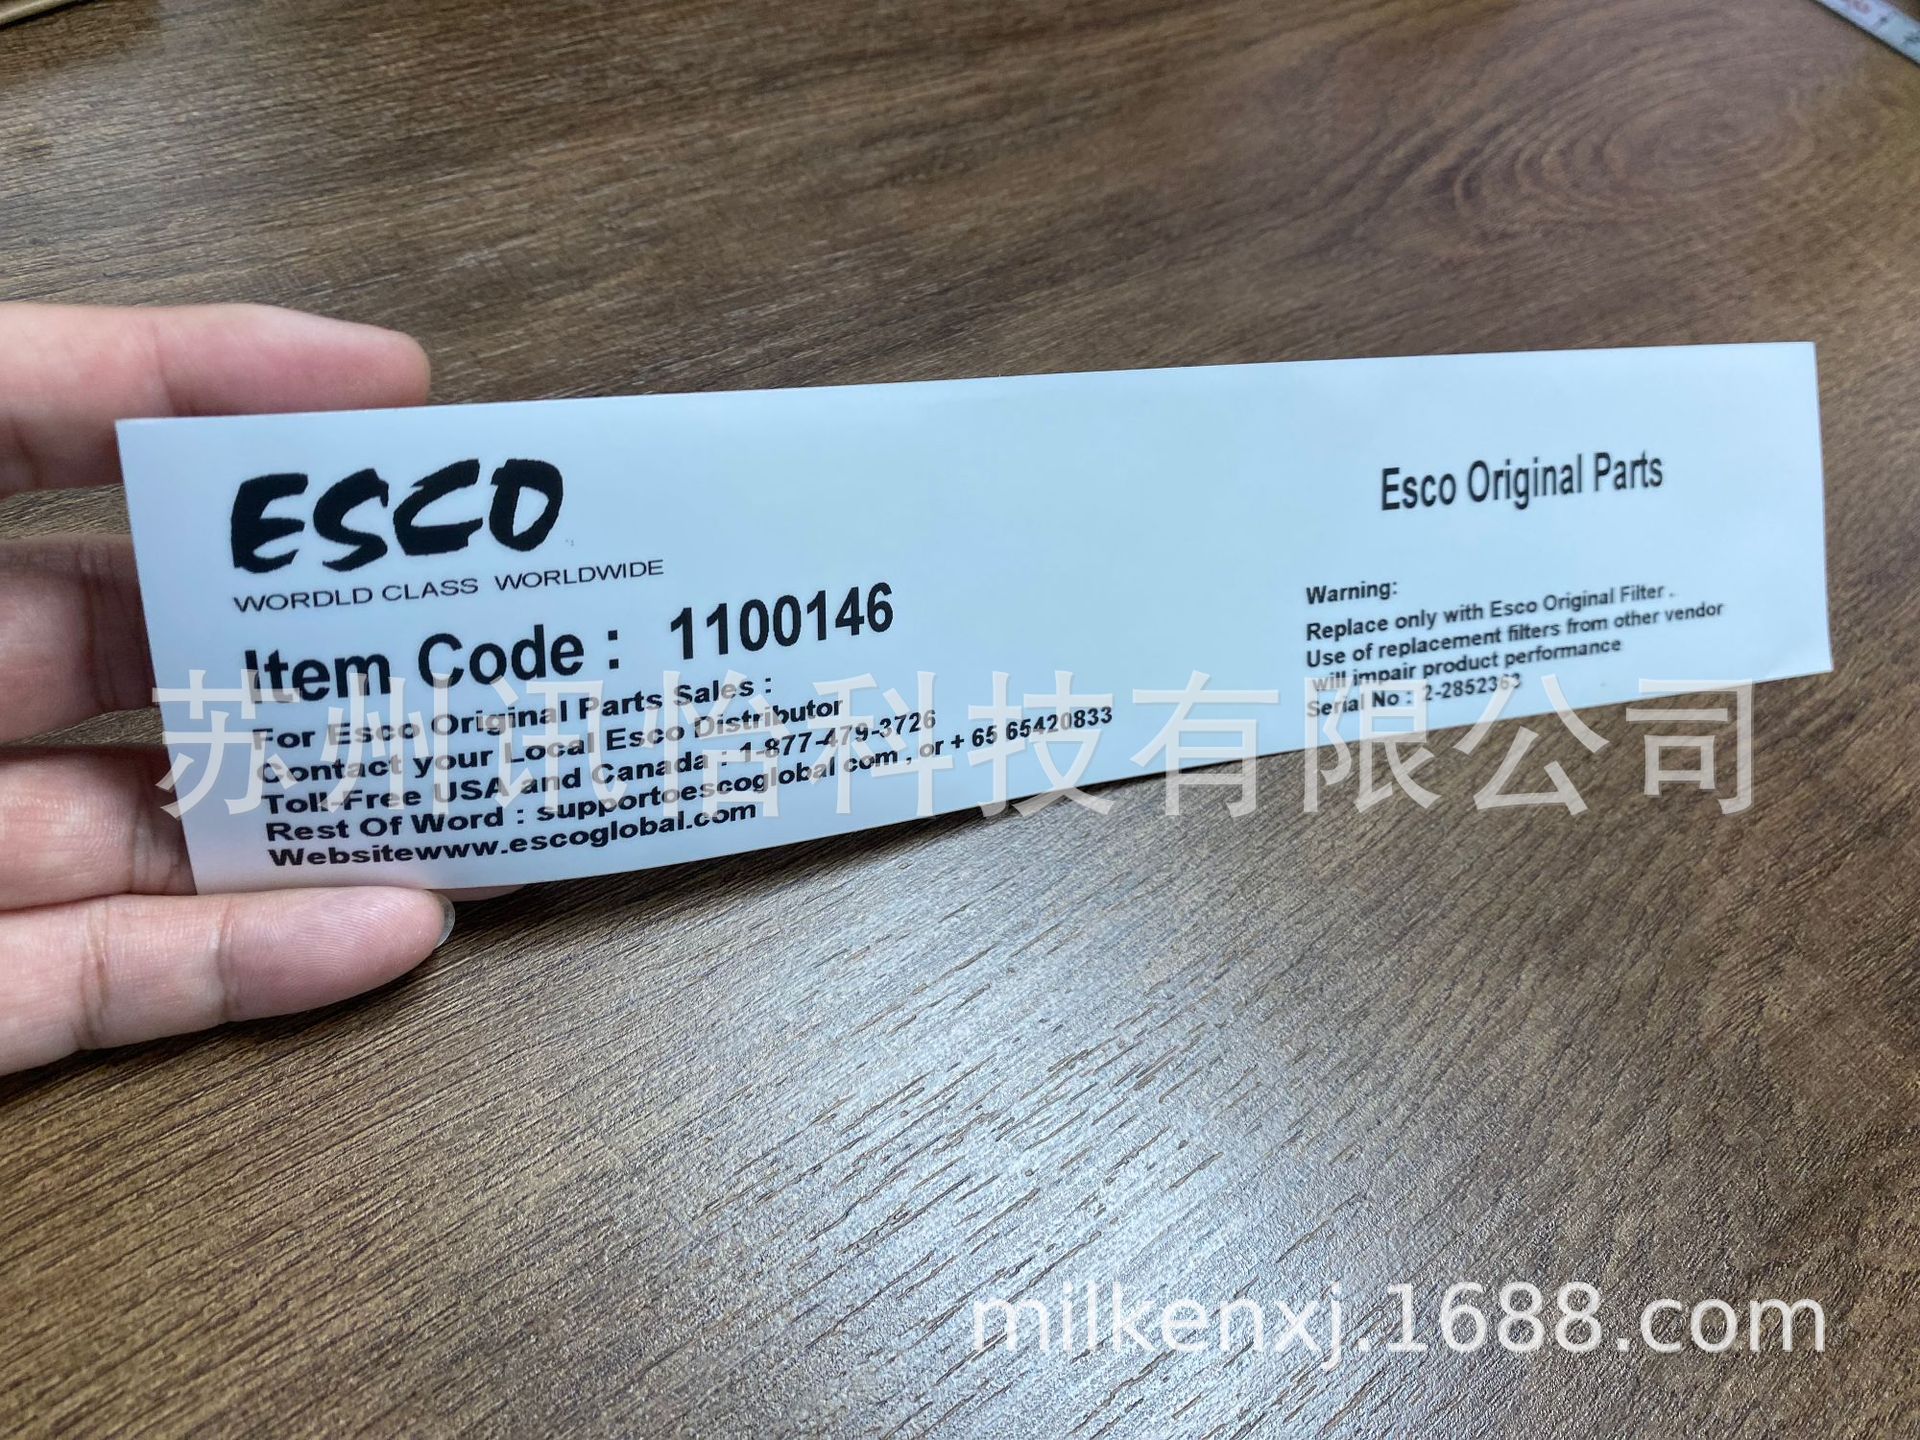 ESCO
WORDLD CLASS WORLDWIDE
Item Code : 1100146
For Esco Original Parts Sales :
Contact your Local Esco Distributor
Toll-Free USA and Canada : 1-877-479-3726
Rest Of Word : supportoescoglobal com , or + 65 65420833
Websitewww.escoglobal.com
Esco Original Parts
Warning:
Replace only with Esco Original Filter .
Use of replacement filters from other vendor
will impair product performance
Serial No : 2-2852363
苏州讯怡科技有限公司
milkenxj.1688.com